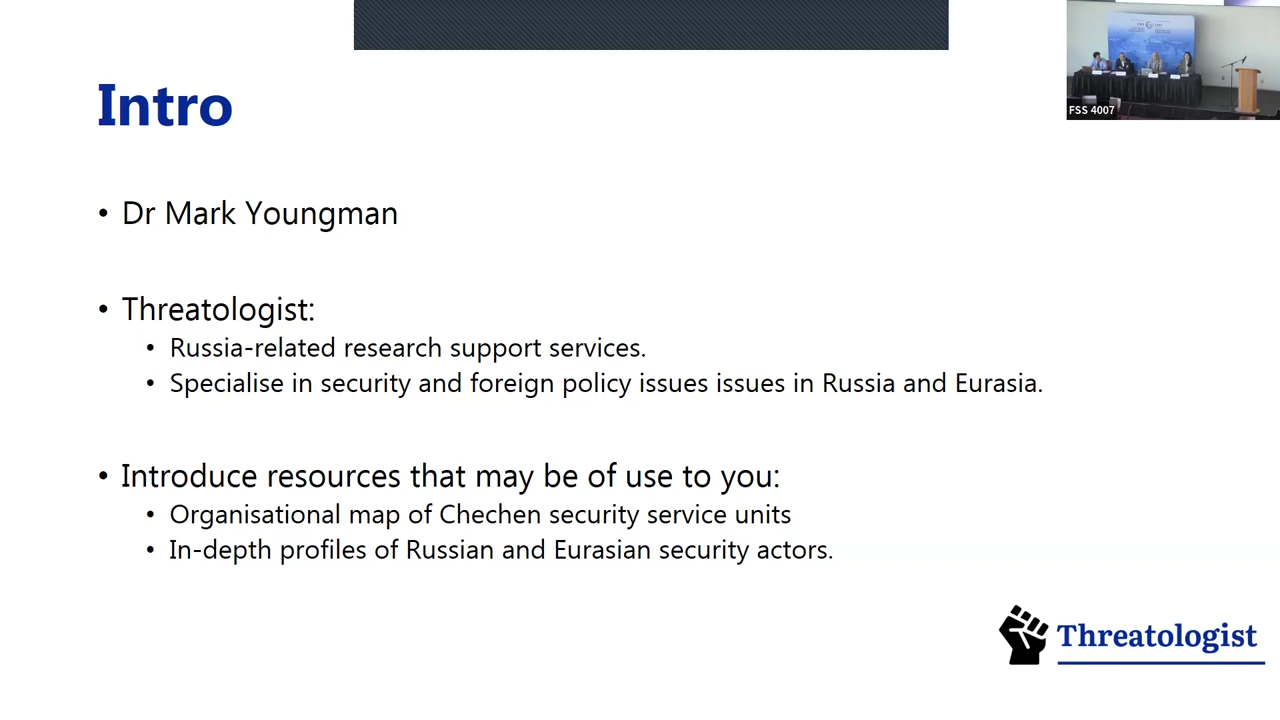 Intro
• Dr Mark Youngman
• Threatologist:
• Russia-related research support services.
• Specialise in security and foreign policy issues issues in Russia and Eurasia.
• Introduce resources that may be of use to you:
• Organisational map of Chechen security service units
• In-depth profiles of Russian and Eurasian security actors.
FSS 4007
Threatologist